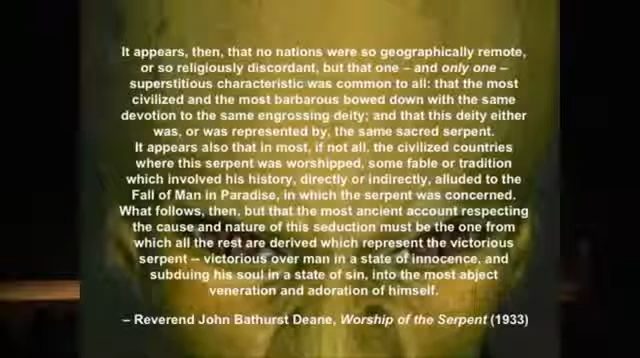 It appears, then, that no nations were so geographically remote,
or so religiously discordant, but that one – and only one –
superstitious characteristic was common to all: that the most
civilized and the most barbarous bowed down with the same
devotion to the same engrossing deity; and that this deity either
was, or was represented by, the same sacred serpent.
It appears also that in most, if not all, the civilized countries
where this serpent was worshipped, some fable or tradition
which involved his history, directly or indirectly, alluded to the
Fall of Man in Paradise, in which the serpent was concerned.
What follows, then, but that the most ancient account respecting
the cause and nature of this seduction must be the one from
which all the rest are derived which represent the victorious
serpent -- victorious over man in a state of innocence, and
subduing his soul in a state of sin, into the most abject
veneration and adoration of himself.
– Reverend John Bathurst Deane, Worship of the Serpent (1933)